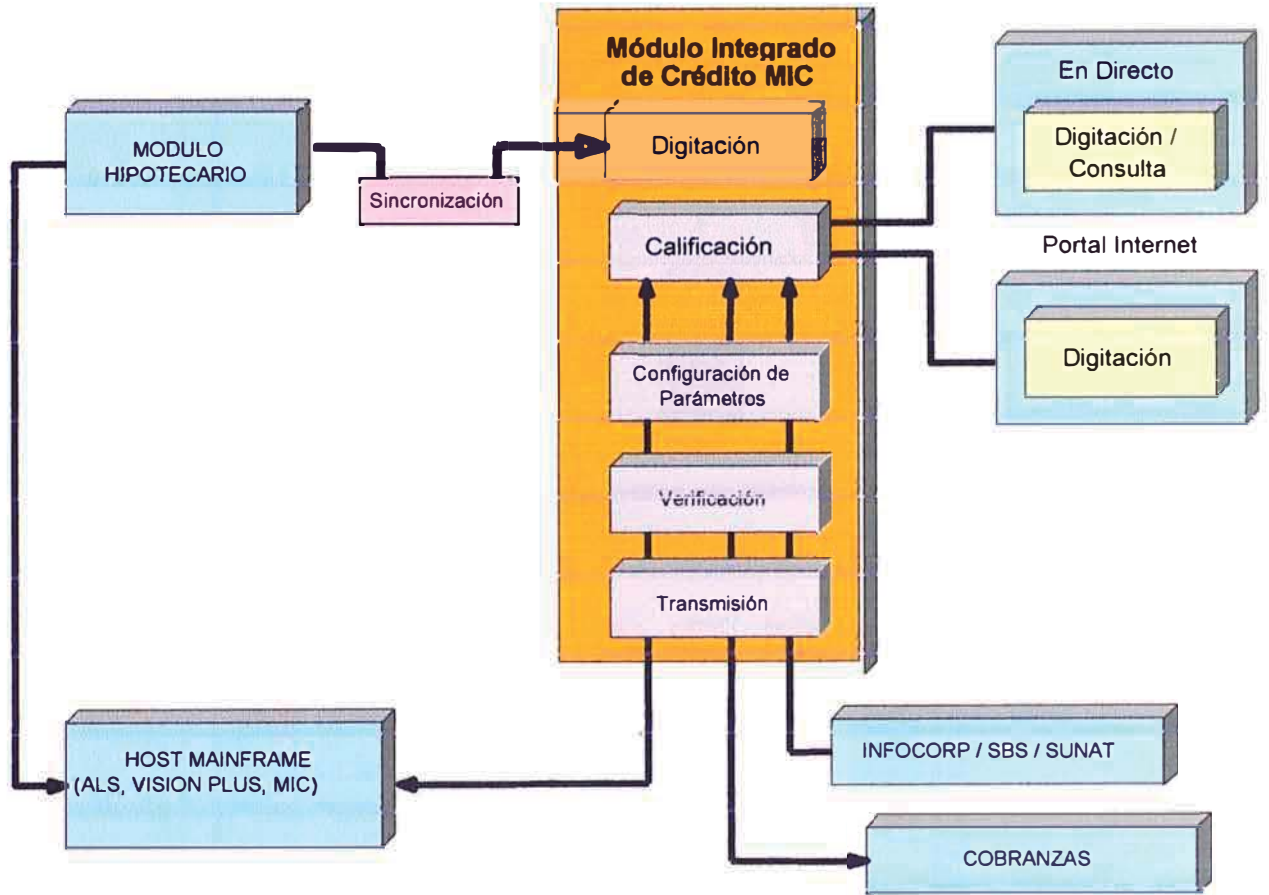 Módulo Integrado
de Crédito MIC
MODULO
HIPOTECARIO
Sincronización
Digitación
Calificación
Configuración de
Parámetros
Verificación
Transmisión
En Directo
Digitación /
Consulta
Portal Internet
Digitación
HOST MAINFRAME
(ALS, VISION PLUS, MIC)
INFOCORP / SBS / SUNAT
COBRANZAS